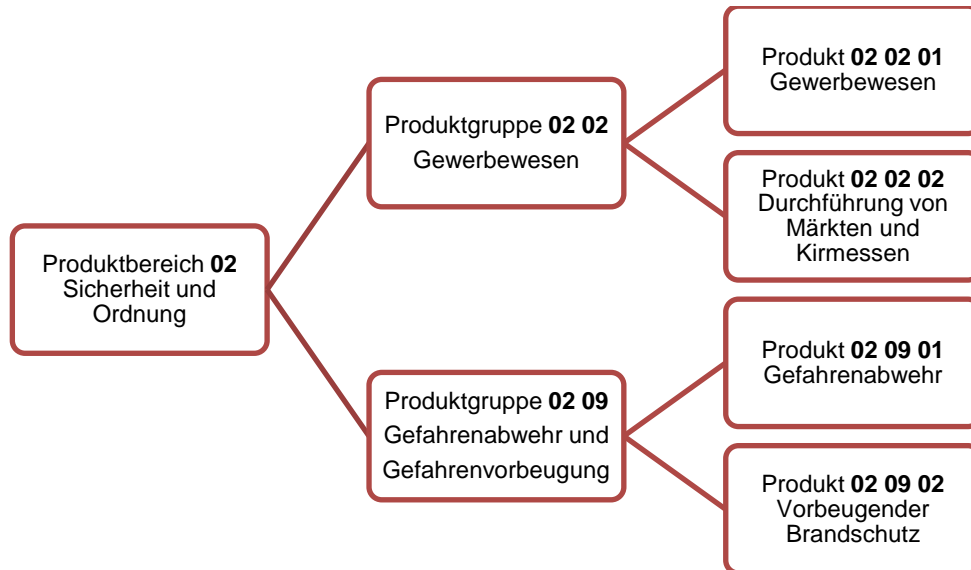 Produktbereich 02
Sicherheit und
Ordnung
Produktgruppe 02 02
Gewerbewesen
Produkt 02 02 01
Gewerbewesen
Produkt 02 02 02
Durchführung von
Märkten und
Kirmessen
Produktgruppe 02 09
Gefahrenabwehr und
Gefahrenvorbeugung
Produkt 02 09 01
Gefahrenabwehr
Produkt 02 09 02
Vorbeugender
Brandschutz